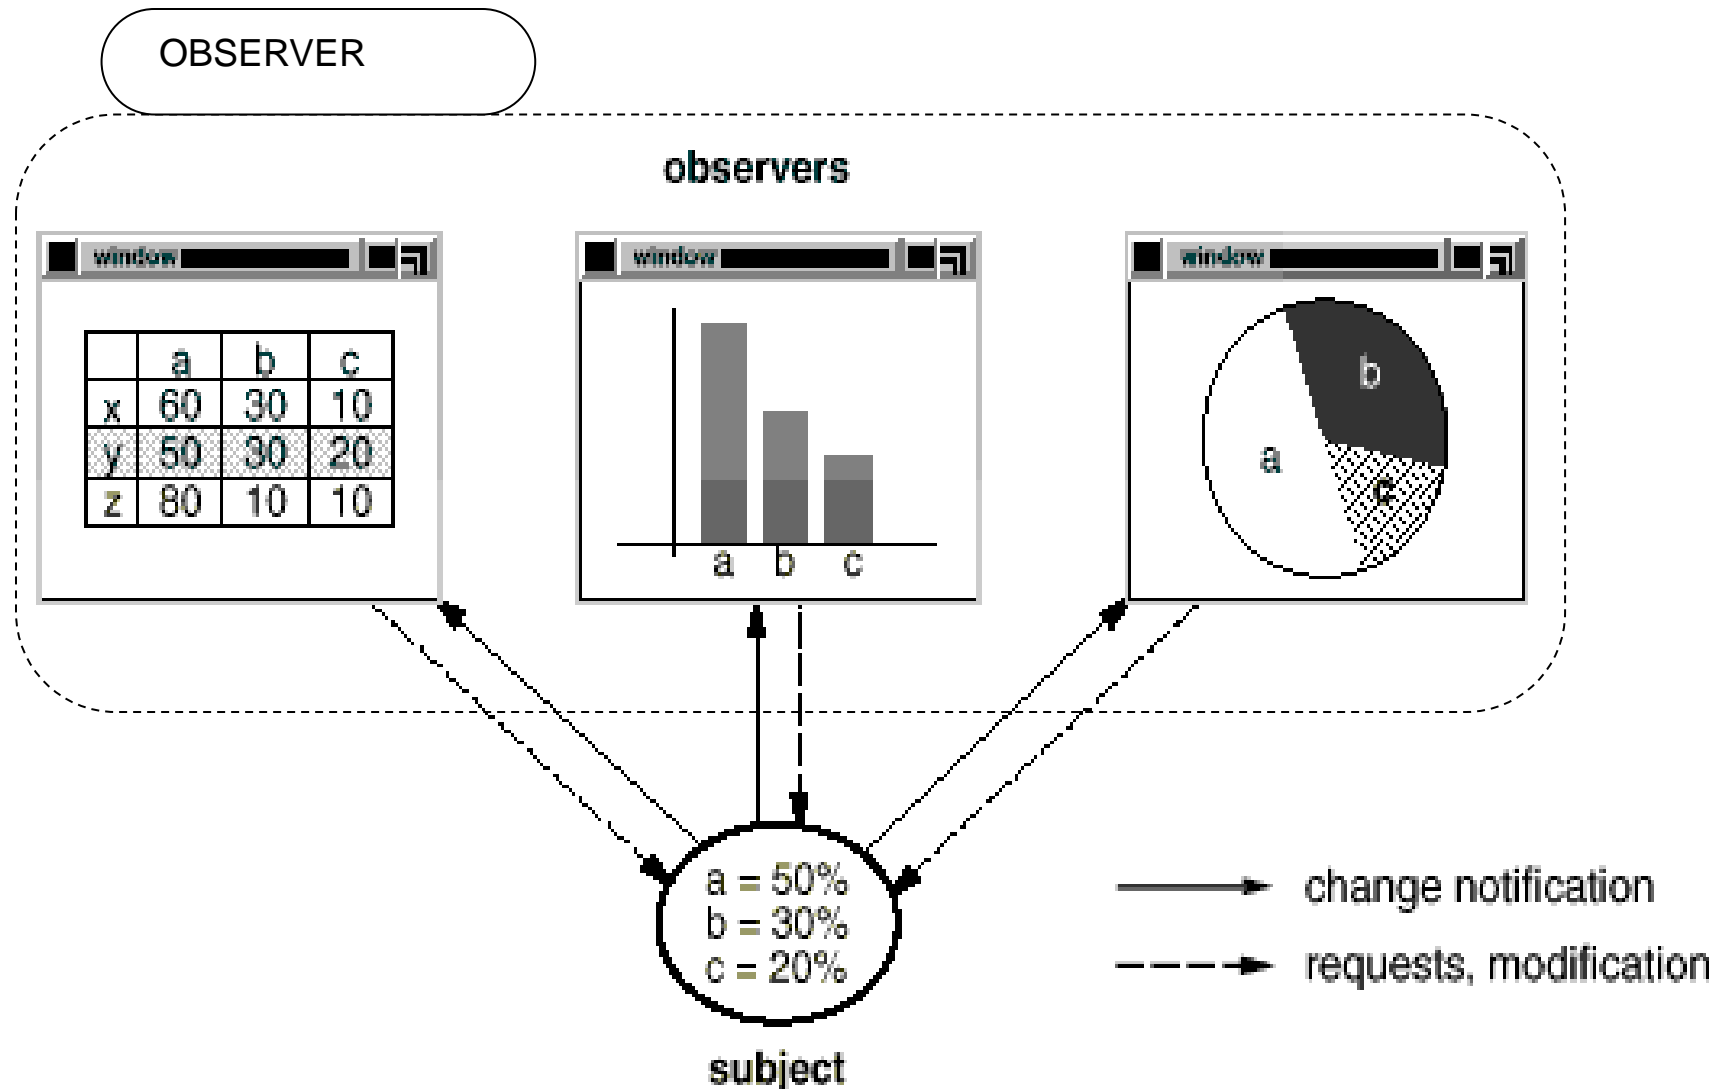 OBSERVER
observers
window
window
window
a b c
x 60 30 10
y 50 30 20
z 80 10 10
a b c
b
a
c
a = 50%
b = 30%
c = 20%
change notification
requests, modification
subject